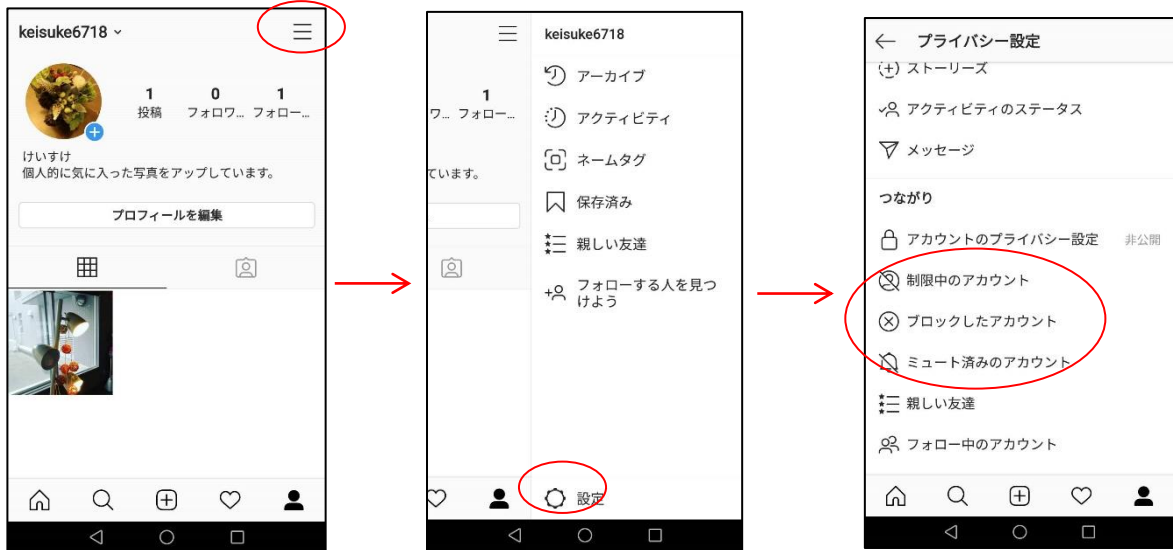 keisuke6718
1 0 1
投稿 フォロワ... フォロー...
けいすけ
個人的に気に入った写真をアップしています。
プロフィールを編集
keisuke6718
1
ワ... フォロー...
ています。
アーカイブ
アクティビティ
ネームタグ
保存済み
親しい友達
フォローする人を見つ
けよう
設定
プライバシー設定
ストーリーズ
アクティビティのステータス
メッセージ
つながり
アカウントのプライバシー設定 非公開
制限中のアカウント
ブロックしたアカウント
ミュート済みのアカウント
親しい友達
フォロー中のアカウント